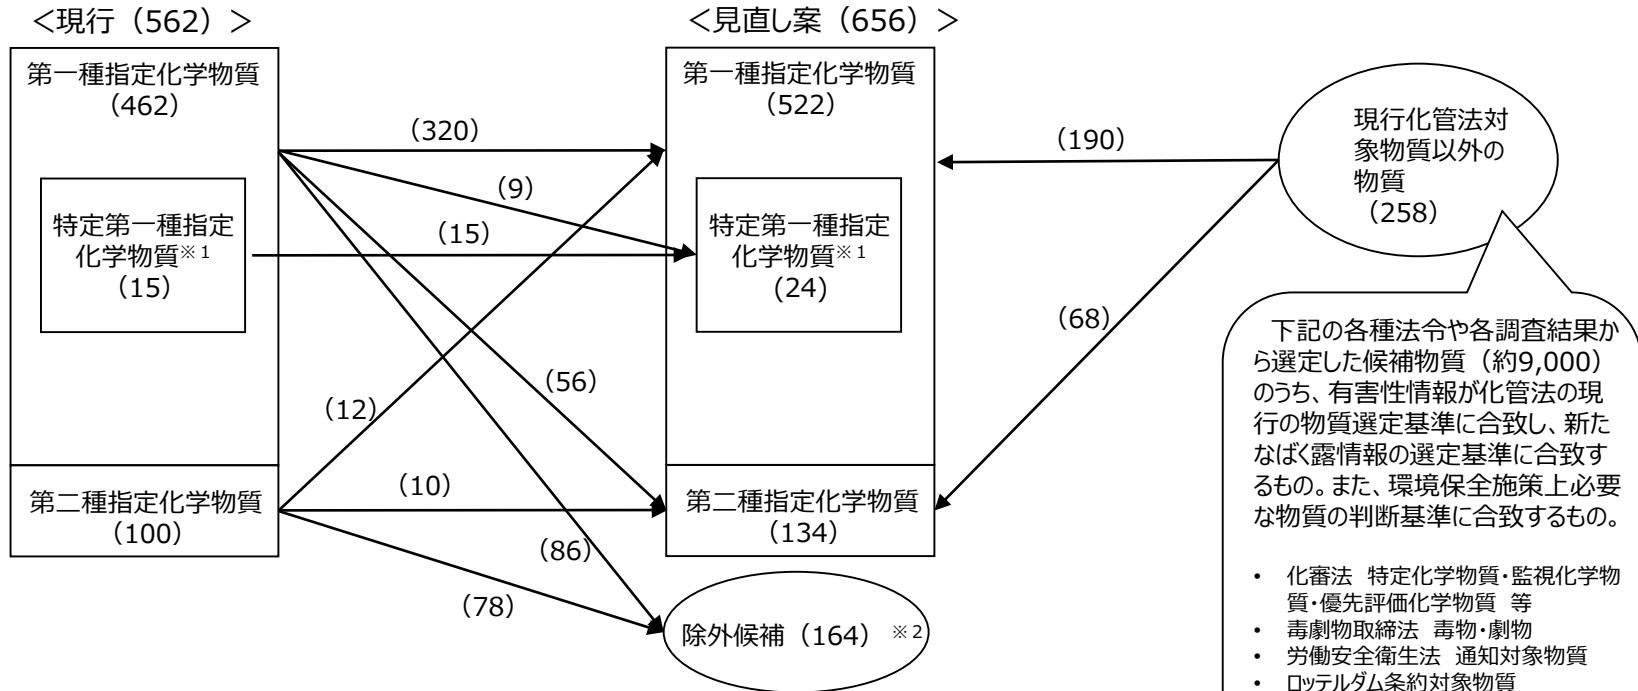 ＜現行（562）＞
第一種指定化学物質
（462）
特定第一種指定
化学物質※1
（15）
第二種指定化学物質
（100）
（320）
（9）
（15）
（56）
（12）
（10）
（86）
（78）
＜見直し案（656）＞
第一種指定化学物質
（522）
特定第一種指定
化学物質※1
(24)
第二種指定化学物質
（134）
除外候補（164）※2
（190）
（68）
現行化管法対
象物質以外の
物質
（258）
下記の各種法令や各調査結果か
ら選定した候補物質（約9,000）
のうち、有害性情報が化管法の現
行の物質選定基準に合致し、新た
なばく露情報の選定基準に合致す
るもの。また、環境保全施策上必要
な物質の判断基準に合致するもの。
• 化審法 特定化学物質・監視化学物
質・優先評価化学物質 等
• 毒劇物取締法 毒物・劇物
• 労働安全衛生法 通知対象物質
• ロッテルダム条約対象物質